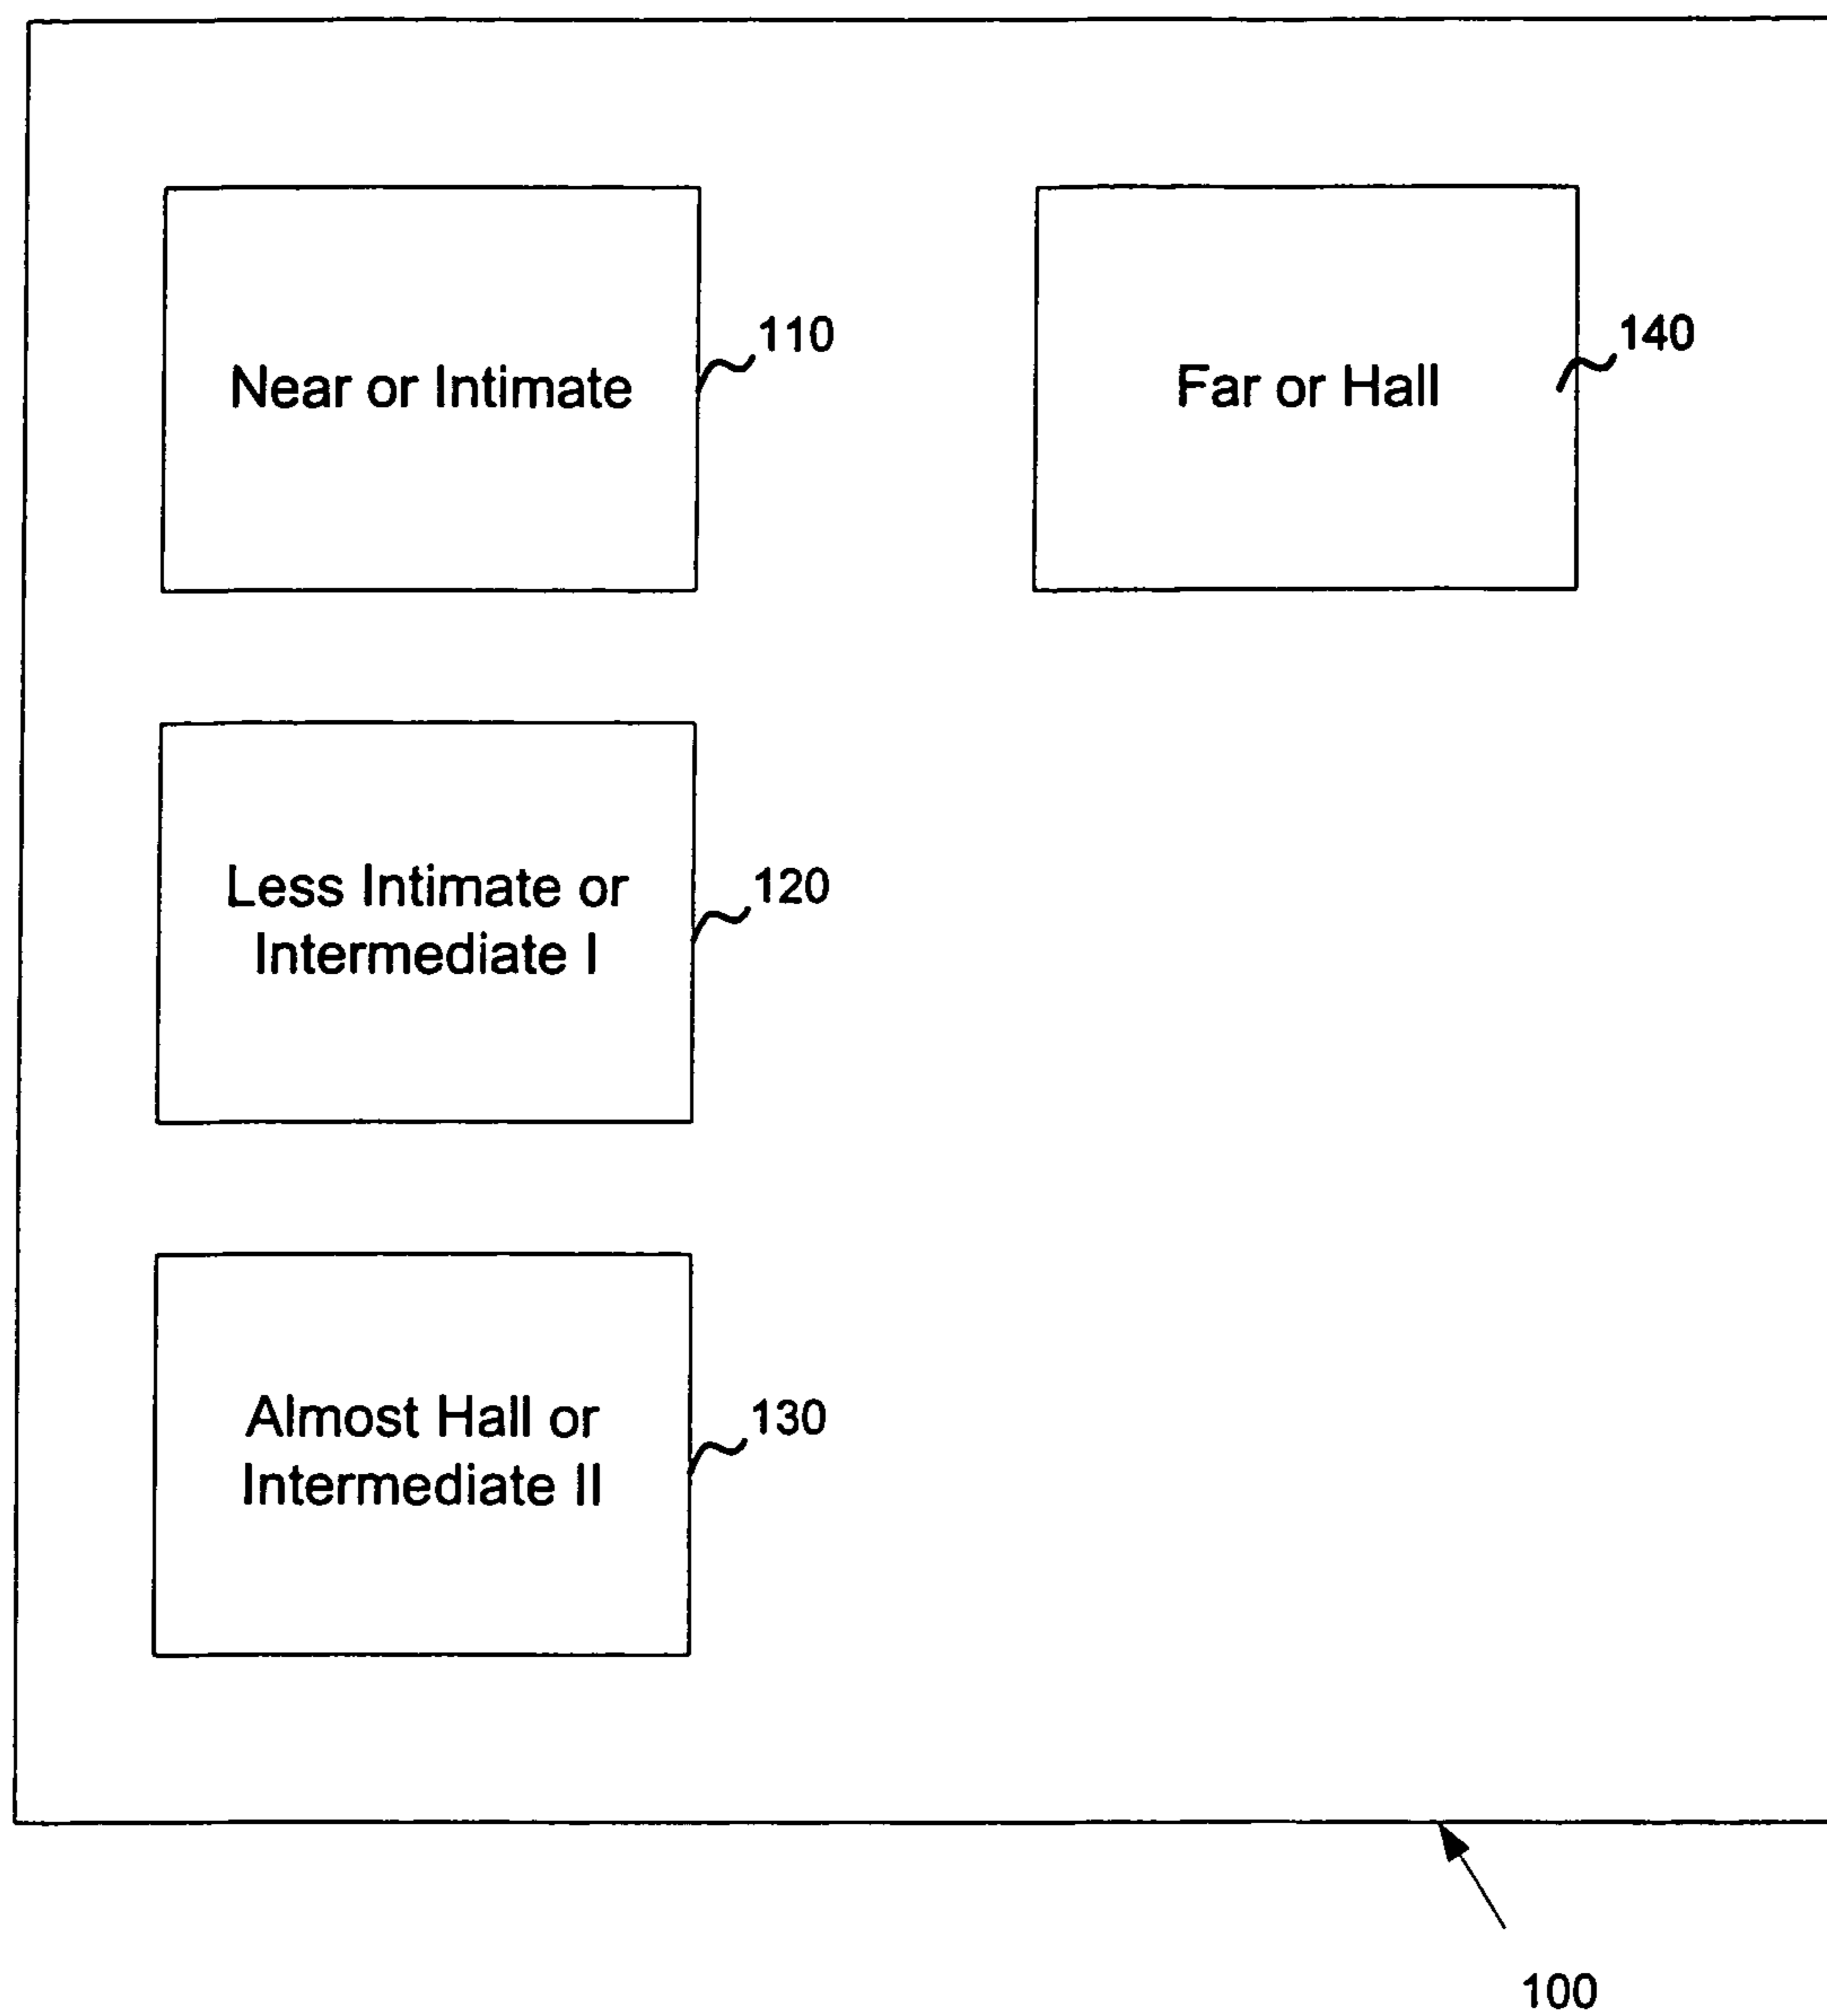 Near or Intimate
110
Far or Hall
140
Less Intimate or
Intermediate I
120
Almost Hall or
Intermediate II
130
100